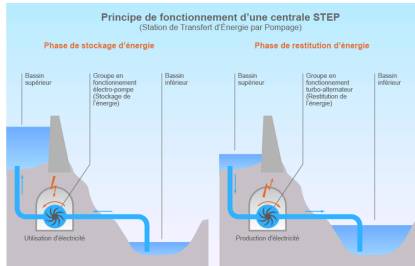 Principe de fonctionnement d'une centrale STEP
(Station de Transfert d'Énergie par Pompage)
Phase de stockage d'énergie
Bassin
supérieur
Groupe en
fonctionnement
électro-pompe
(Stockage de
l'énergie)
Bassin
inférieur
Utilisation d'électricité
Phase de restitution d'énergie
Bassin
supérieur
Groupe en
fonctionnement
turbo-alternateur
(Restitution de
l'énergie)
Bassin
inférieur
Production d'électricité